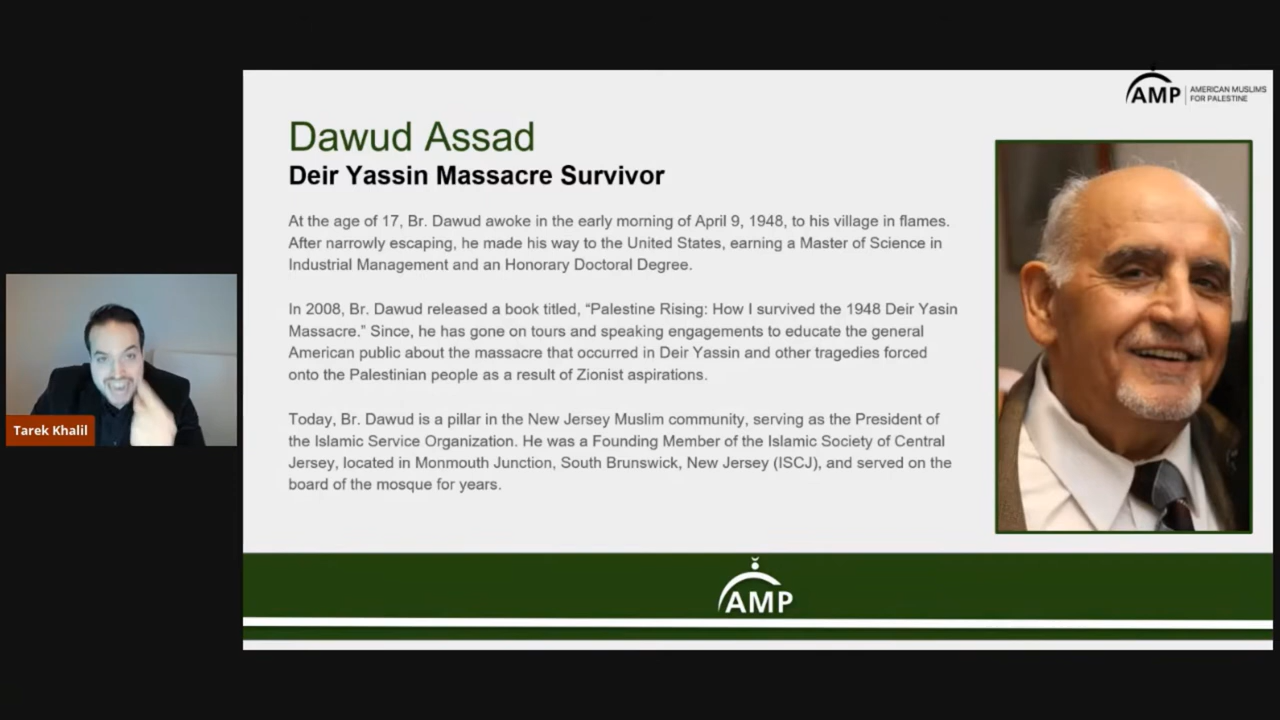 AMP AMERICAN MUSLIMS
FOR PALESTINE
Dawud Assad
Deir Yassin Massacre Survivor
At the age of 17, Br. Dawud awoke in the early morning of April 9, 1948, to his village in flames.
After narrowly escaping, he made his way to the United States, earning a Master of Science in
Industrial Management and an Honorary Doctoral Degree.
In 2008, Br. Dawud released a book titled, “Palestine Rising: How I survived the 1948 Deir Yasin
Massacre.” Since, he has gone on tours and speaking engagements to educate the general
American public about the massacre that occurred in Deir Yassin and other tragedies forced
onto the Palestinian people as a result of Zionist aspirations.
Today, Br. Dawud is a pillar in the New Jersey Muslim community, serving as the President of
the Islamic Service Organization. He was a Founding Member of the Islamic Society of Central
Jersey, located in Monmouth Junction, South Brunswick, New Jersey (ISCJ), and served on the
board of the mosque for years.
Tarek Khalil
AMP